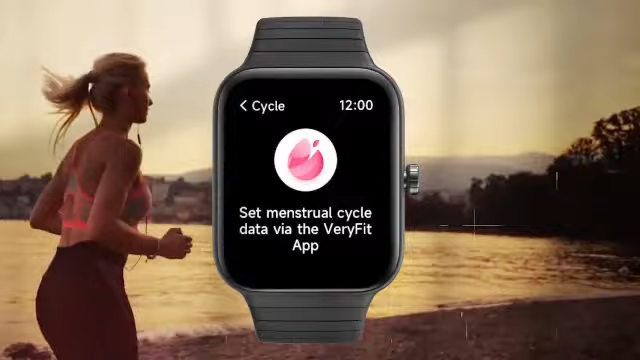 Cycle
12:00
Set menstrual cycle
data via the VeryFit
App